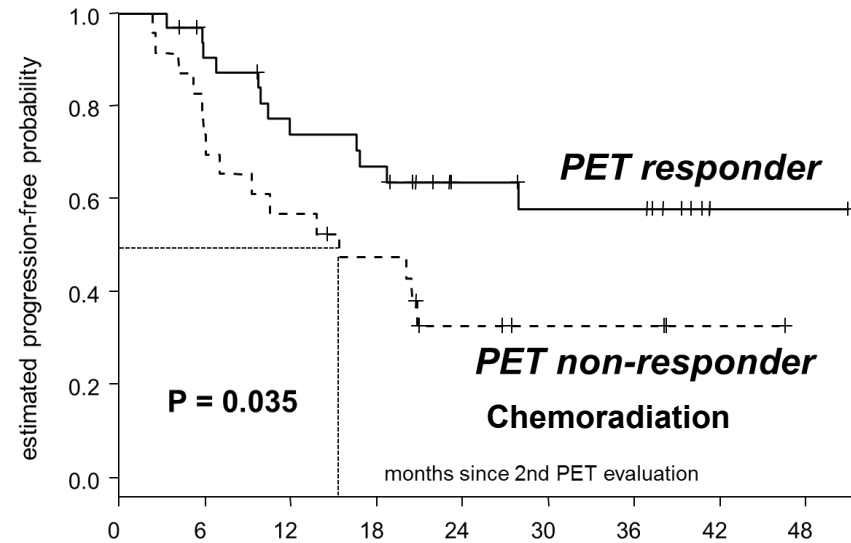 estimated progression-free probability
1.0
0.8
0.6
0.4
0.2
0.0
PET responder
PET non-responder
P = 0.035
Chemoradiation
months since 2nd PET evaluation
0 6 12 18 24 30 36 42 48